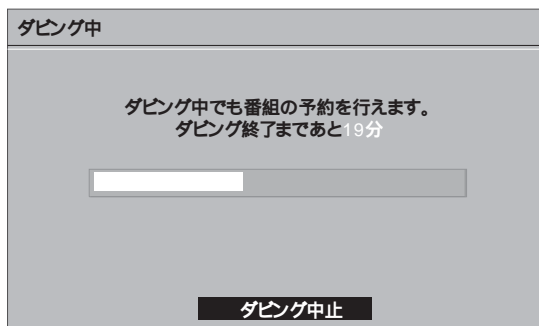 ダビング中
ダビング中でも番組の予約を行えます。
ダビング終了まであと19分
ダビング中止